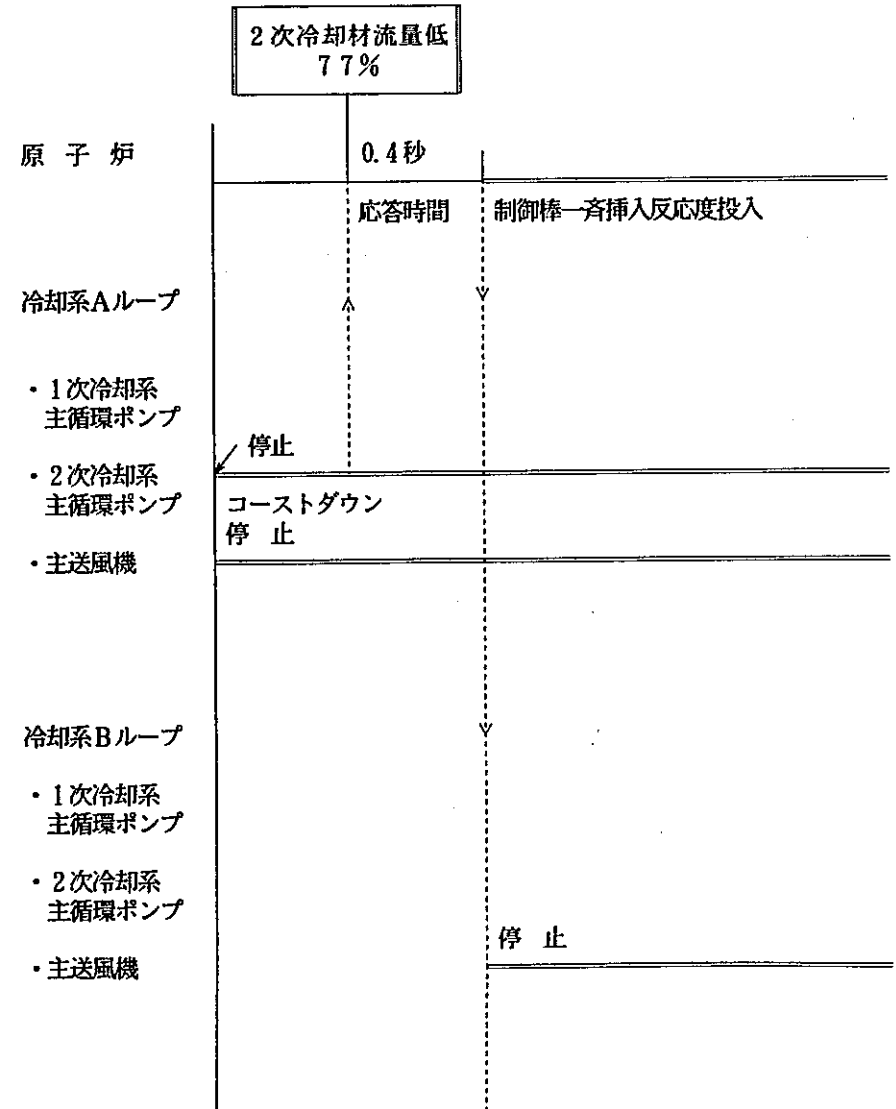 2次冷却材流量低
77%
原子炉
0.4秒
応答時間
制御棒一斉挿入反応度投入
冷却系Aループ
・1次冷却系
主循環ポンプ
停止
・2次冷却系
主循環ポンプ
コーストダウン
停止
・主送風機
冷却系Bループ
・1次冷却系
主循環ポンプ
・2次冷却系
主循環ポンプ
停止
・主送風機